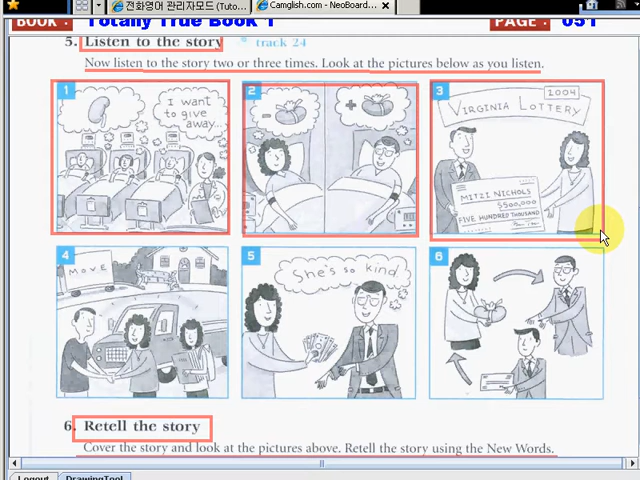 전화영어 관리자모드 (Tuto...
Camglish.com - NeoBoard...
BOOK : Totally True Book 1
PAGE : 051
5. Listen to the story track 24
Now listen to the story two or three times. Look at the pictures below as you listen.
1
I want
to give
away...
2
3
2004
VIRGINIA LOTTERY
MITZI NICHOLS
$500,000
FIVE HUNDRED THOUSAND
4
MOVE
5
She's so kind.
6
6. Retell the story
Cover the story and look at the pictures above. Retell the story using the New Words.
Logout
DrawingTool